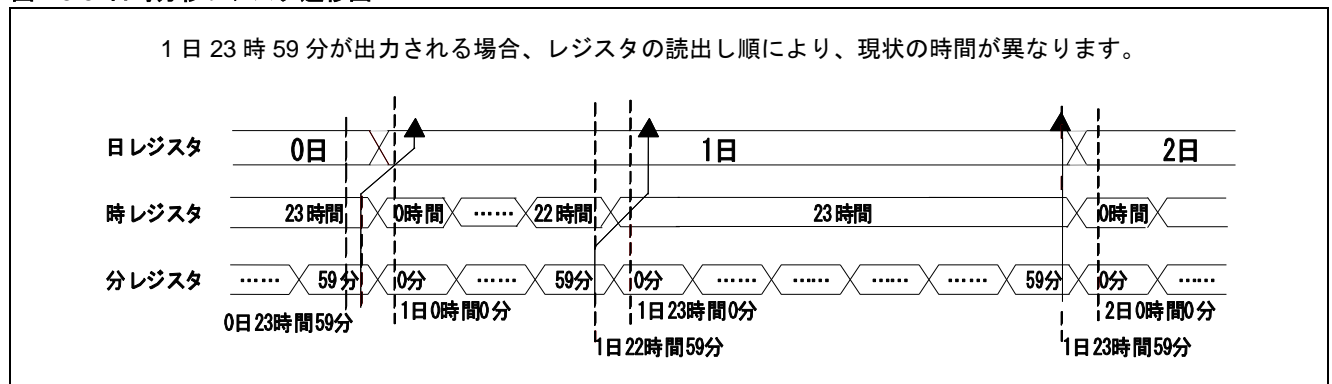 1 日 23 時 59 分が出力される場合、レジスタの読出し順により、現状の時間が異なります。
日レジスタ 0日 1日 2日
時レジスタ 23時間 0時間 …… 22時間 23時間 0時間
分レジスタ …… 59分 0分 …… 59分 0分 …… …… …… …… 59分 0分 ……
0日23時間59分 1日0時間0分 1日23時間0分 2日0時間0分
1日22時間59分 1日23時間59分